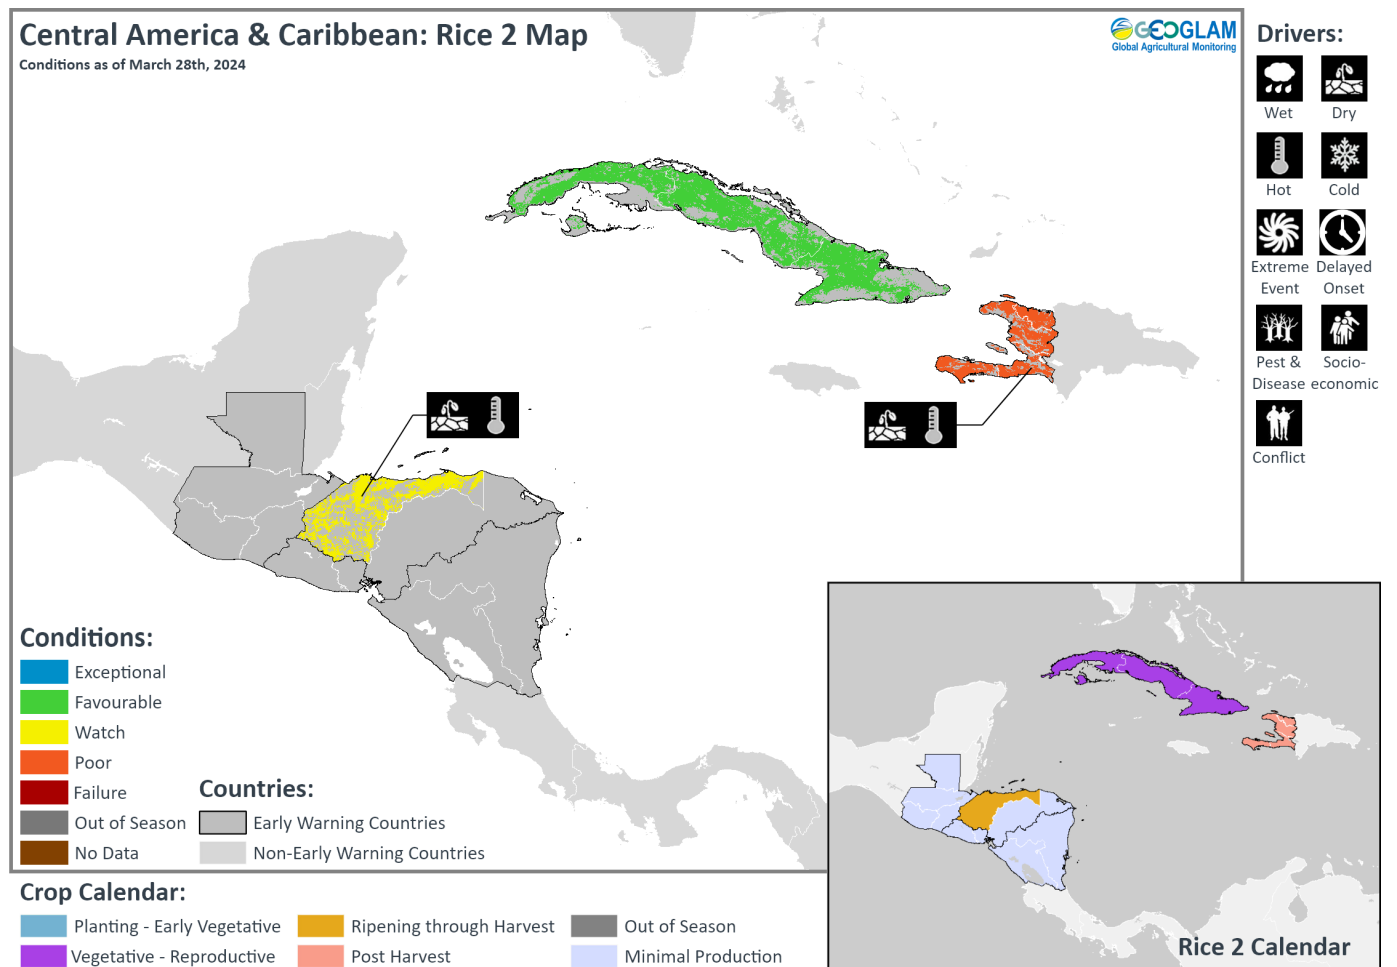 Central America & Caribbean: Rice 2 Map
Conditions as of March 28th, 2024
GEOGLAM
Global Agricultural Monitoring
Drivers:
Wet
Dry
Hot
Cold
Extreme
Event
Delayed
Onset
Pest &
Disease
Socio-
economic
Conflict
Conditions:
Exceptional
Favourable
Watch
Poor
Failure
Out of Season
No Data
Countries:
Early Warning Countries
Non-Early Warning Countries
Crop Calendar:
Planting - Early Vegetative
Vegetative - Reproductive
Ripening through Harvest
Post Harvest
Out of Season
Minimal Production
Rice 2 Calendar